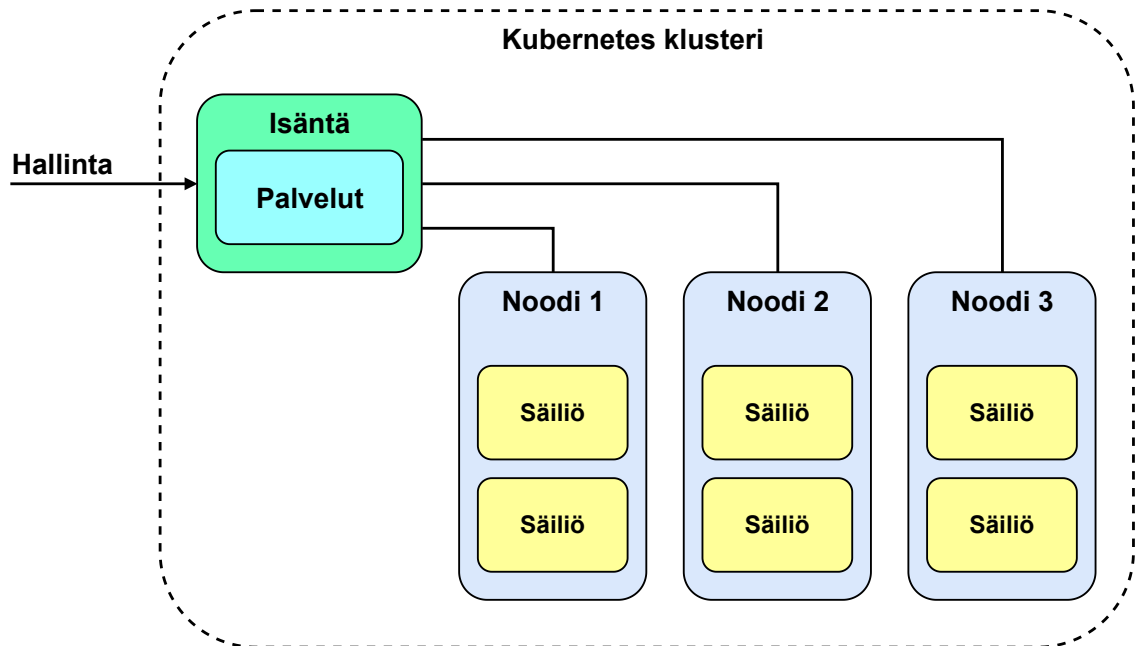 Kubernetes klusteri
Isäntä
Hallinta
Palvelut
Noodi 1
Noodi 2
Noodi 3
Säiliö
Säiliö
Säiliö
Säiliö
Säiliö
Säiliö